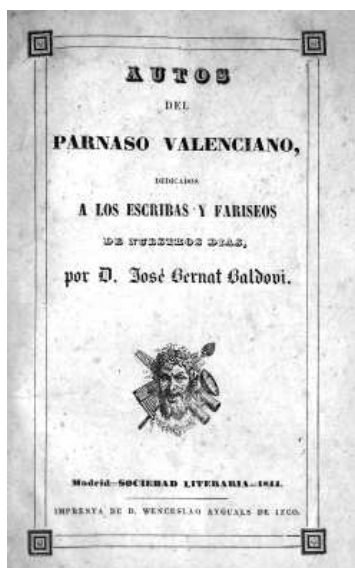 AUTOS
DEL
PARNASO VALENCIANO,
DEDICADOS
A LOS ESCRIBAS Y FARISEOS
DE NUESTROS DIAS,
por D. José Bernat Baldovi.
Madrid—SOCIEDAD LITERARIA.—1844.
IMPRENTA DE D. WENCESLAO AYGUALS DE IZCO.